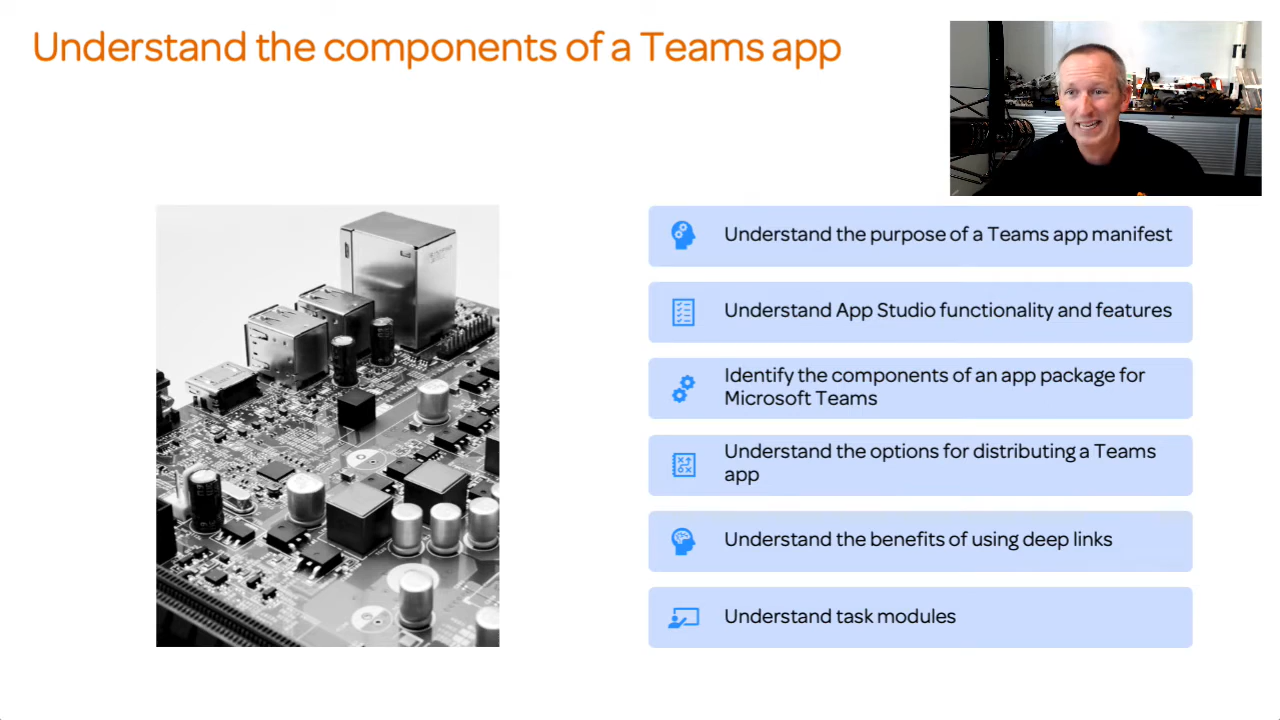 Understand the components of a Teams app
Understand the purpose of a Teams app manifest
Understand App Studio functionality and features
Identify the components of an app package for
Microsoft Teams
Understand the options for distributing a Teams
app
Understand the benefits of using deep links
Understand task modules